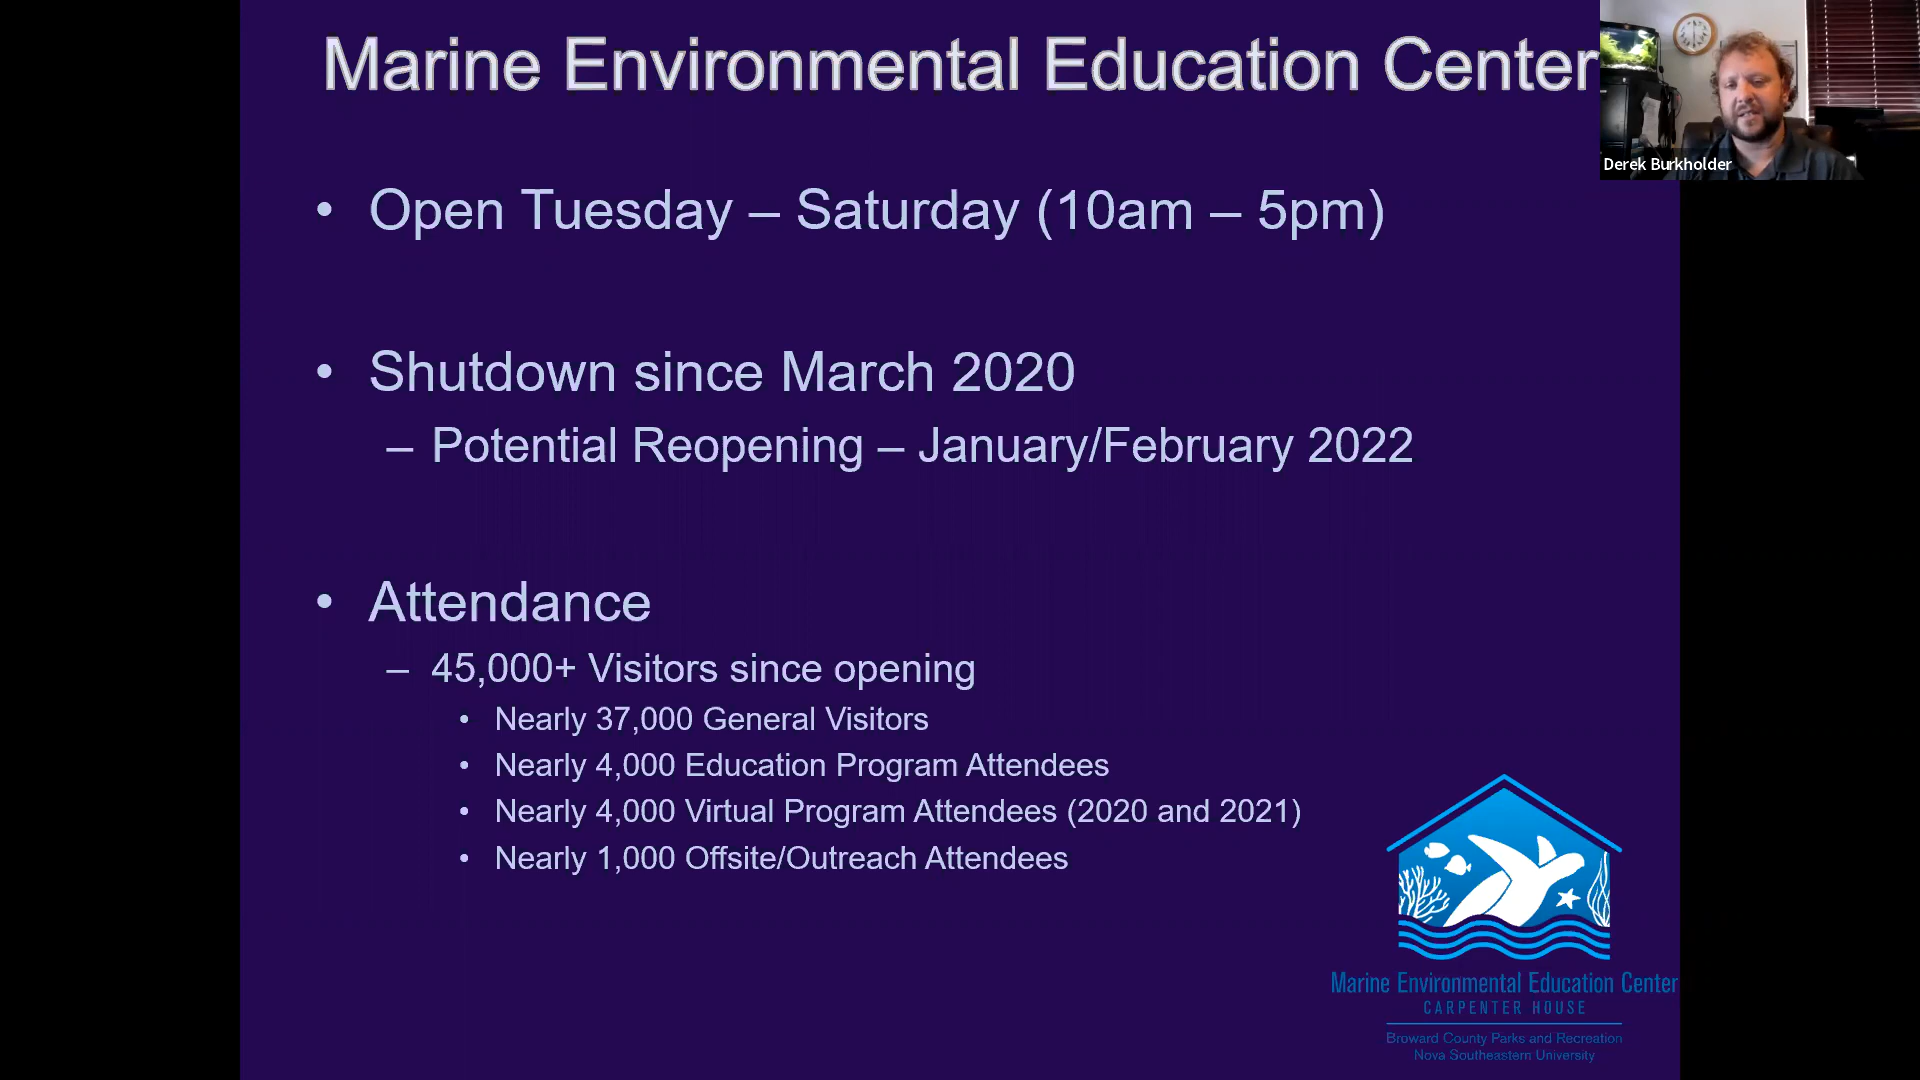 Marine Environmental Education Center
Derek Burkholder
• Open Tuesday – Saturday (10am – 5pm)
• Shutdown since March 2020
– Potential Reopening – January/February 2022
• Attendance
– 45,000+ Visitors since opening
• Nearly 37,000 General Visitors
• Nearly 4,000 Education Program Attendees
• Nearly 4,000 Virtual Program Attendees (2020 and 2021)
• Nearly 1,000 Offsite/Outreach Attendees
Marine Environmental Education Center
CARPENTER HOUSE
Broward County Parks and Recreation
Nova Southeastern University